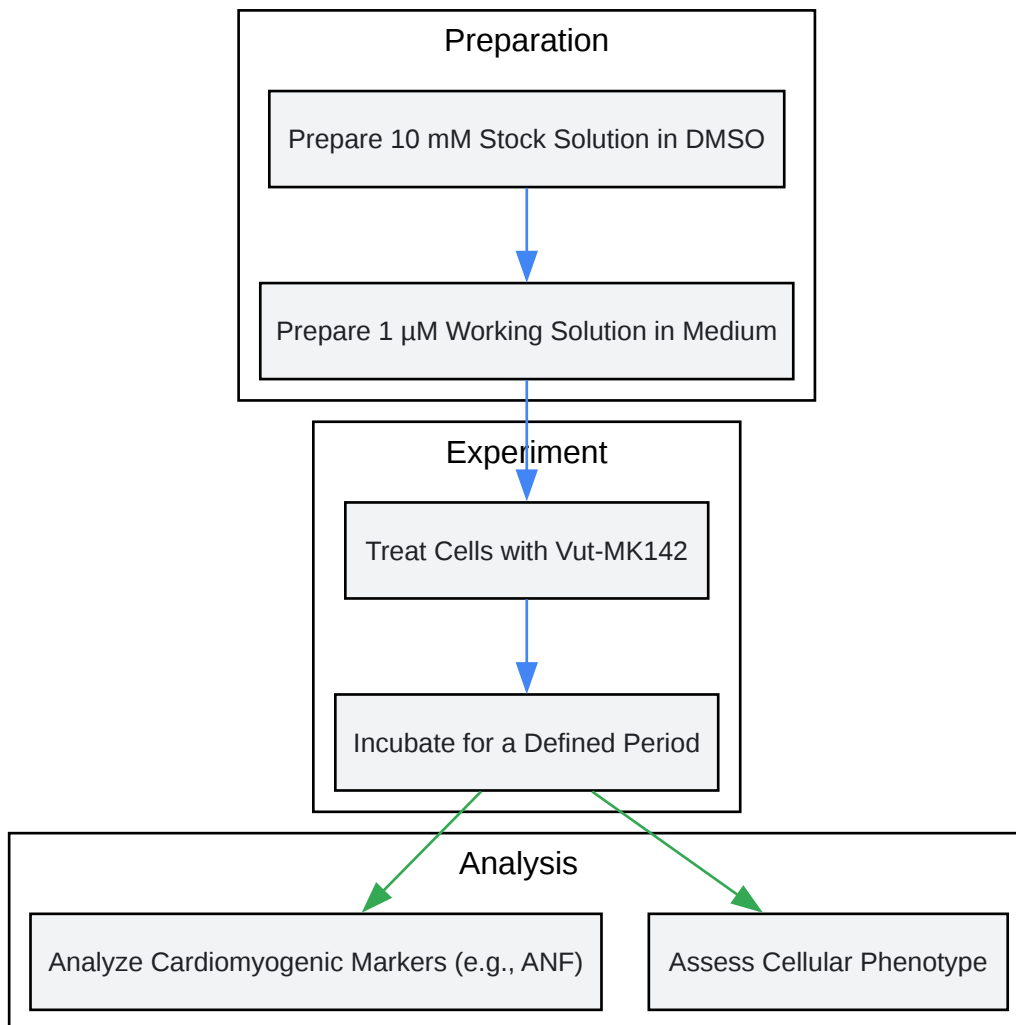 Preparation
Prepare 10 mM Stock Solution in DMSO
Prepare 1 µM Working Solution in Medium
Experiment
Treat Cells with Vut-MK142
Incubate for a Defined Period
Analysis
Analyze Cardiomyogenic Markers (e.g., ANF)
Assess Cellular Phenotype